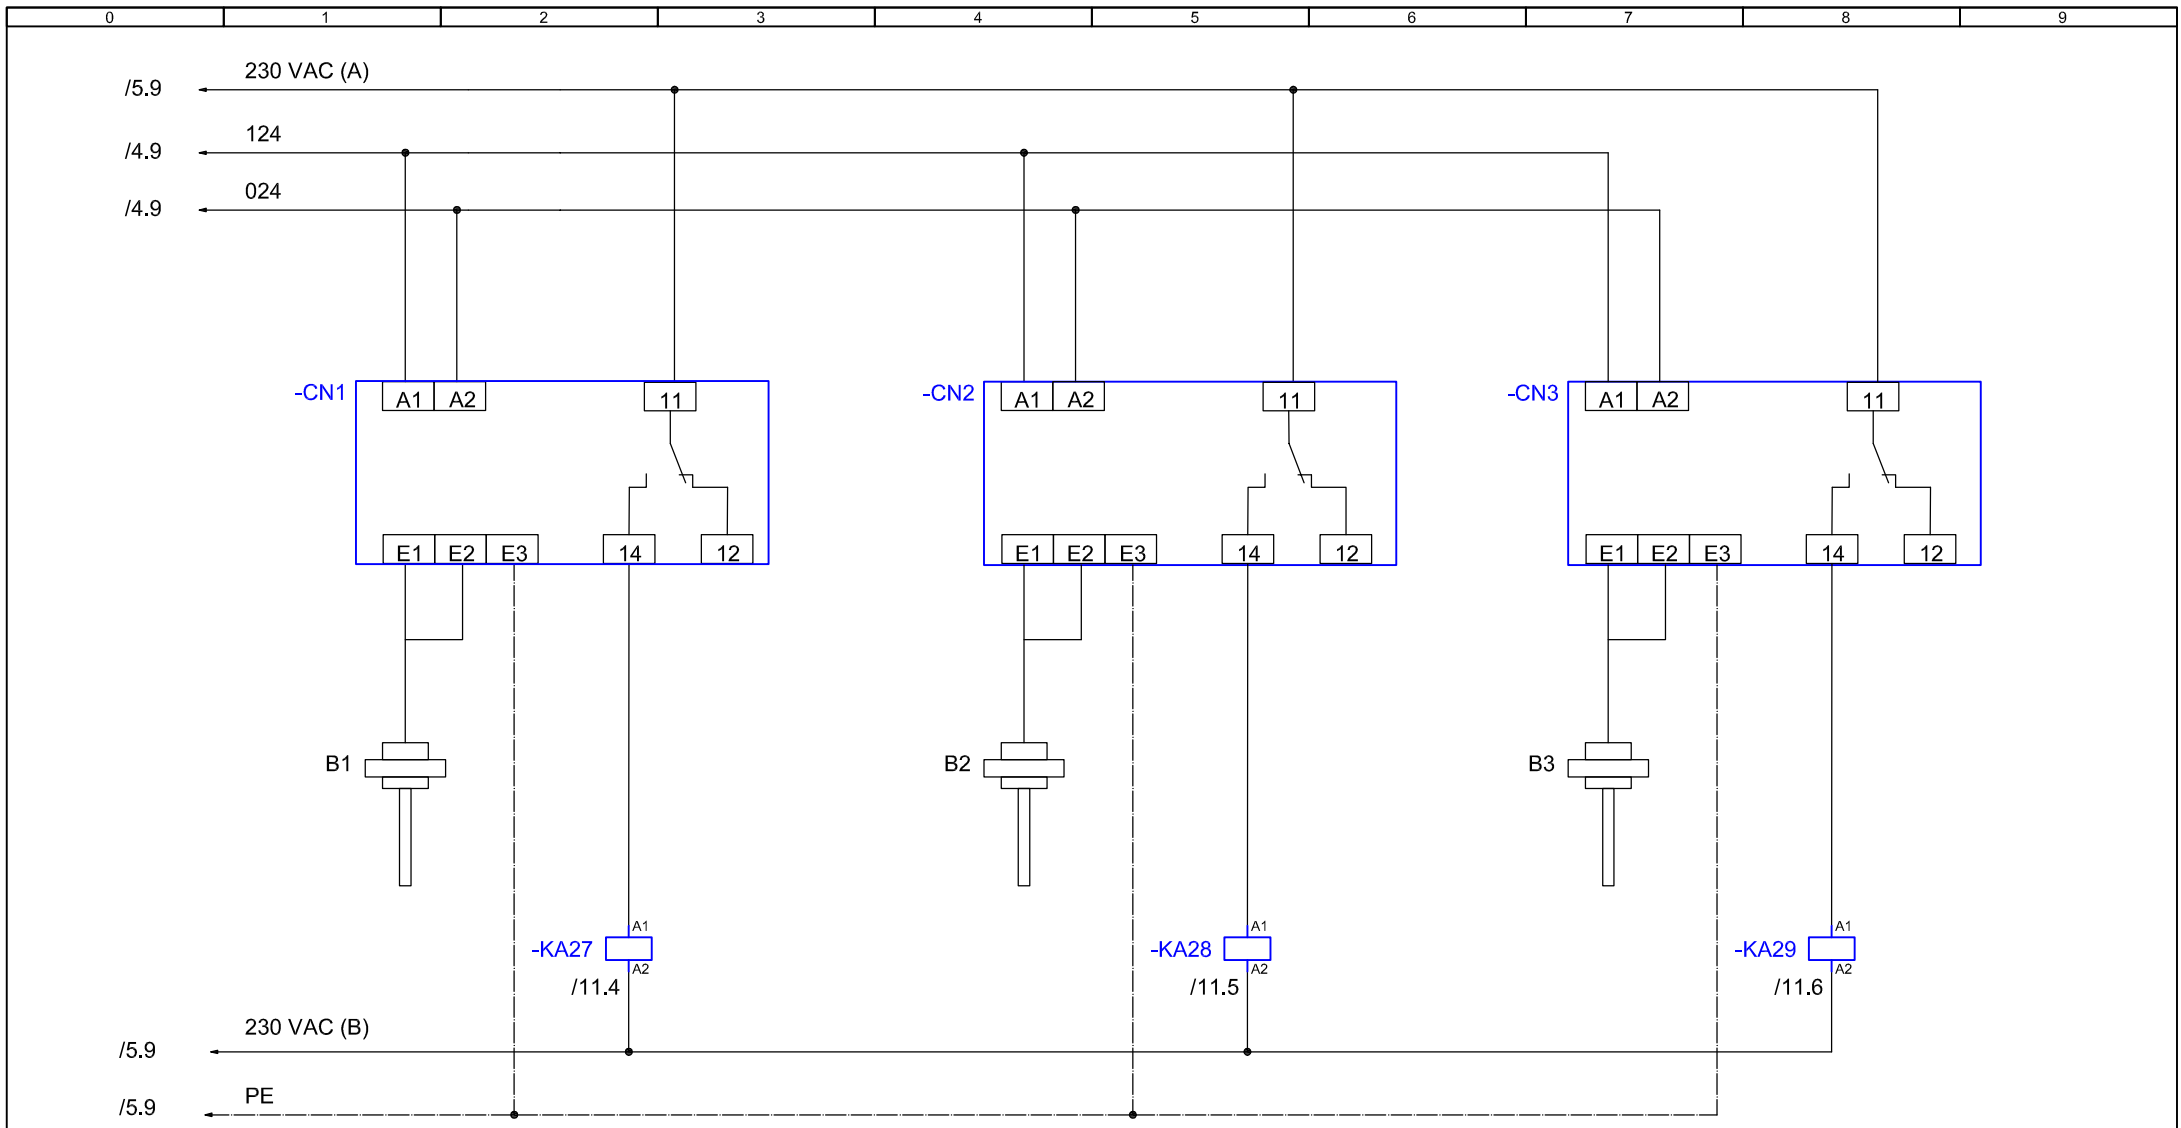 0 1 2 3 4 5 6 7 8 9
230 VAC (A)
/5.9
124
/4.9
024
/4.9
-CN1 A1 A2 11 -CN2 A1 A2 11 -CN3 A1 A2 11
E1 E2 E3 14 12 E1 E2 E3 14 12 E1 E2 E3 14 12
B1 B2 B3
A1 A1 A1
-KA27 -KA28 -KA29
A2 A2 A2
/11.4 /11.5 /11.6
230 VAC (B)
/5.9
PE
/5.9